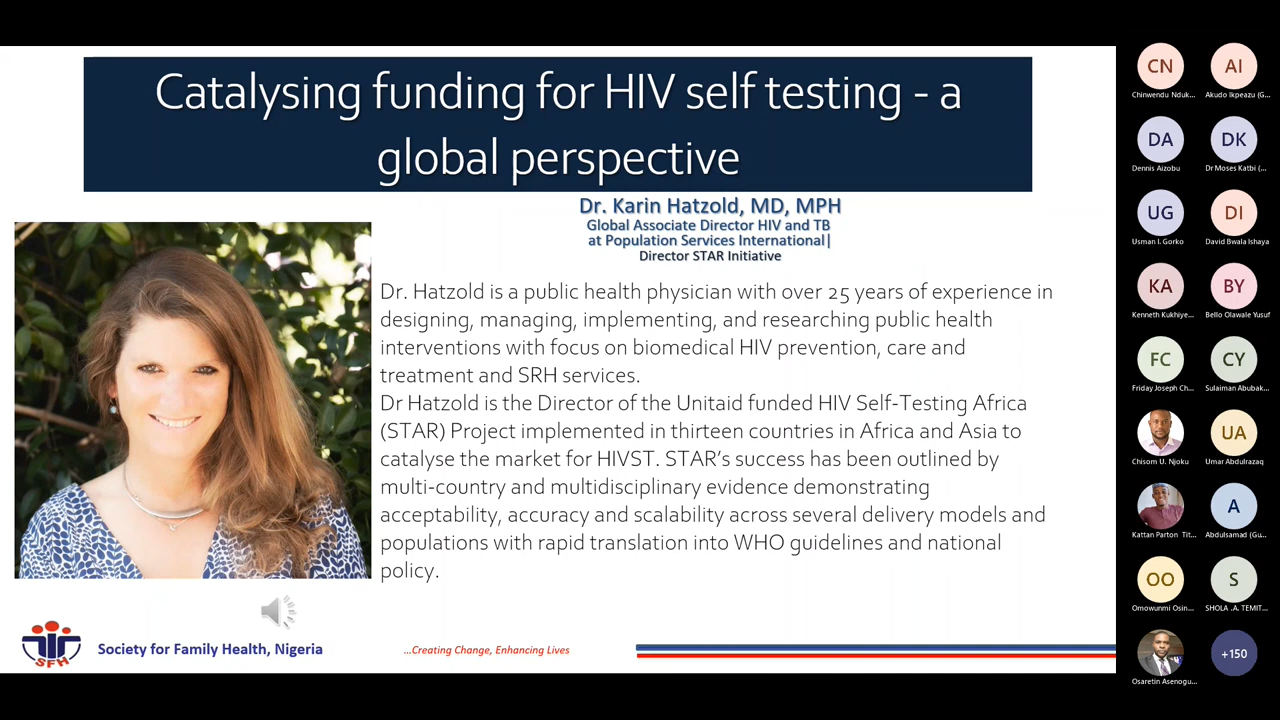 Catalysing funding for HIV self testing - a
global perspective
Dr. Karin Hatzold, MD, MPH
Global Associate Director HIV and TB
at Population Services International|
Director STAR Initiative
Dr. Hatzold is a public health physician with over 25 years of experience in
designing, managing, implementing, and researching public health
interventions with focus on biomedical HIV prevention, care and
treatment and SRH services.
Dr Hatzold is the Director of the Unitaid funded HIV Self-Testing Africa
(STAR) Project implemented in thirteen countries in Africa and Asia to
catalyse the market for HIVST. STAR's success has been outlined by
multi-country and multidisciplinary evidence demonstrating
acceptability, accuracy and scalability across several delivery models and
populations with rapid translation into WHO guidelines and national
policy.
SFH
Society for Family Health, Nigeria
...Creating Change, Enhancing Lives
CN
Chinwendu Nduk...
AI
Akudo Ikpeazu (G...
DA
Dennis Aizobu
DK
Dr Moses Katbi (...
UG
Usman I. Gorko
DI
David Bwala Ishaya
KA
Kenneth Kukhiye...
BY
Bello Olawale Yusuf
FC
Friday Joseph Ch...
CY
Sulaiman Abubak...
Chisom U. Njoku
UA
Umar Abdulrazaq
Kattan Parton Tit...
A
Abdulsamad (Gu...
OO
Omowunmi Osin...
S
SHOLA .A. TEMIT...
Osaretin Asenogu...
+150